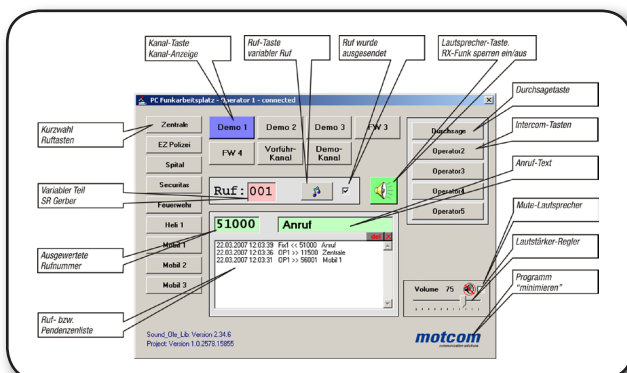 Kanal-Taste
Kanal-Anzeige
Ruf-Taste
variabler Ruf
Ruf wurde
ausgesendet
Lautsprecher-Taste.
RX-Funk sperren ein/aus
Durchsagetaste
Intercom-Tasten
Anruf-Text
Mute-Lautsprecher
Lautstärker-Regler
Programm
"minimieren"
Kurzwahl
Ruftasten
Variabler Teil
SR Gerber
Ausgewertete
Rufnummer
Ruf- bzw.
Pendenzenliste
PC Funkarbeitsplatz - Operator 1 - connected
Zentrale
EZ Polizei
Spital
Securitas
Feuerwehr
Heli 1
Mobil 1
Mobil 2
Mobil 3
Demo 1
Demo 2
Demo 3
FW 3
FW 4
Vorführ-
Kanal
Demo-
Kanal
Ruf: 001
51000
Anruf
del
22.03.2007 12:03:39 Fix1 << 51000 Anruf
22.03.2007 12:03:36 OP1 >> 11500 Zentrale
22.03.2007 12:03:31 OP1 >> 56001 Mobil 1
Durchsage
Operator2
Operator3
Operator4
Operator5
Volume 75
Sound_Ole_Lib: Version 2.34.6
Project: Version 1.0.2578.15855
motcom
communication solutions